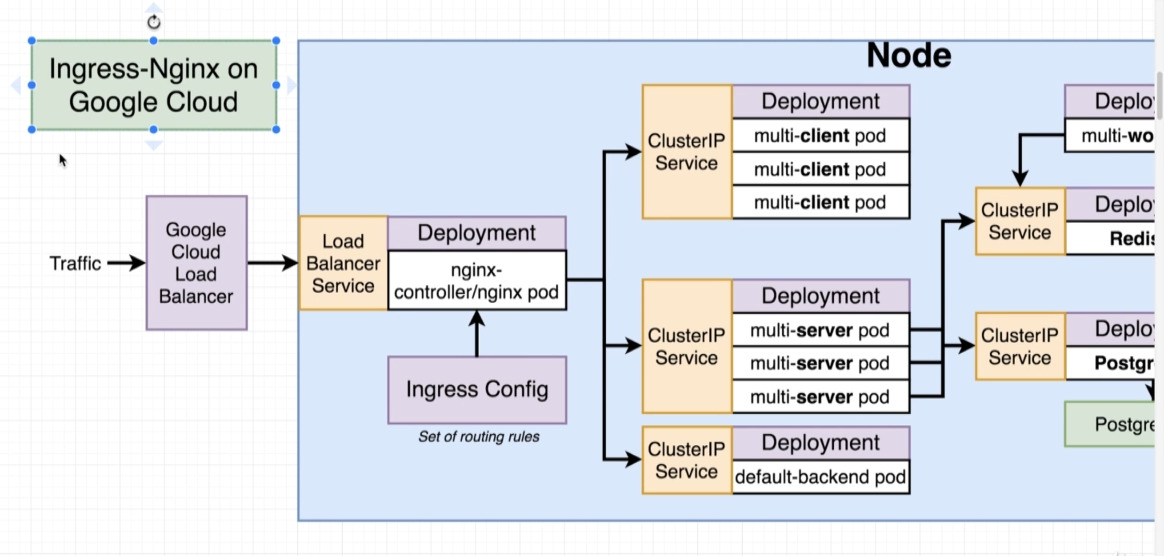 Ingress-Nginx on
Google Cloud
Node
Traffic
Google
Cloud
Load
Balancer
Load
Balancer
Service
Deployment
nginx-
controller/nginx pod
Ingress Config
Set of routing rules
ClusterIP
Service
Deployment
multi-client pod
multi-client pod
multi-client pod
ClusterIP
Service
Deployment
multi-server pod
multi-server pod
multi-server pod
ClusterIP
Service
Deployment
default-backend pod
Deplo
multi-wo
ClusterIP
Service
Deplo
Redis
ClusterIP
Service
Deplo
Postgr
Postgre